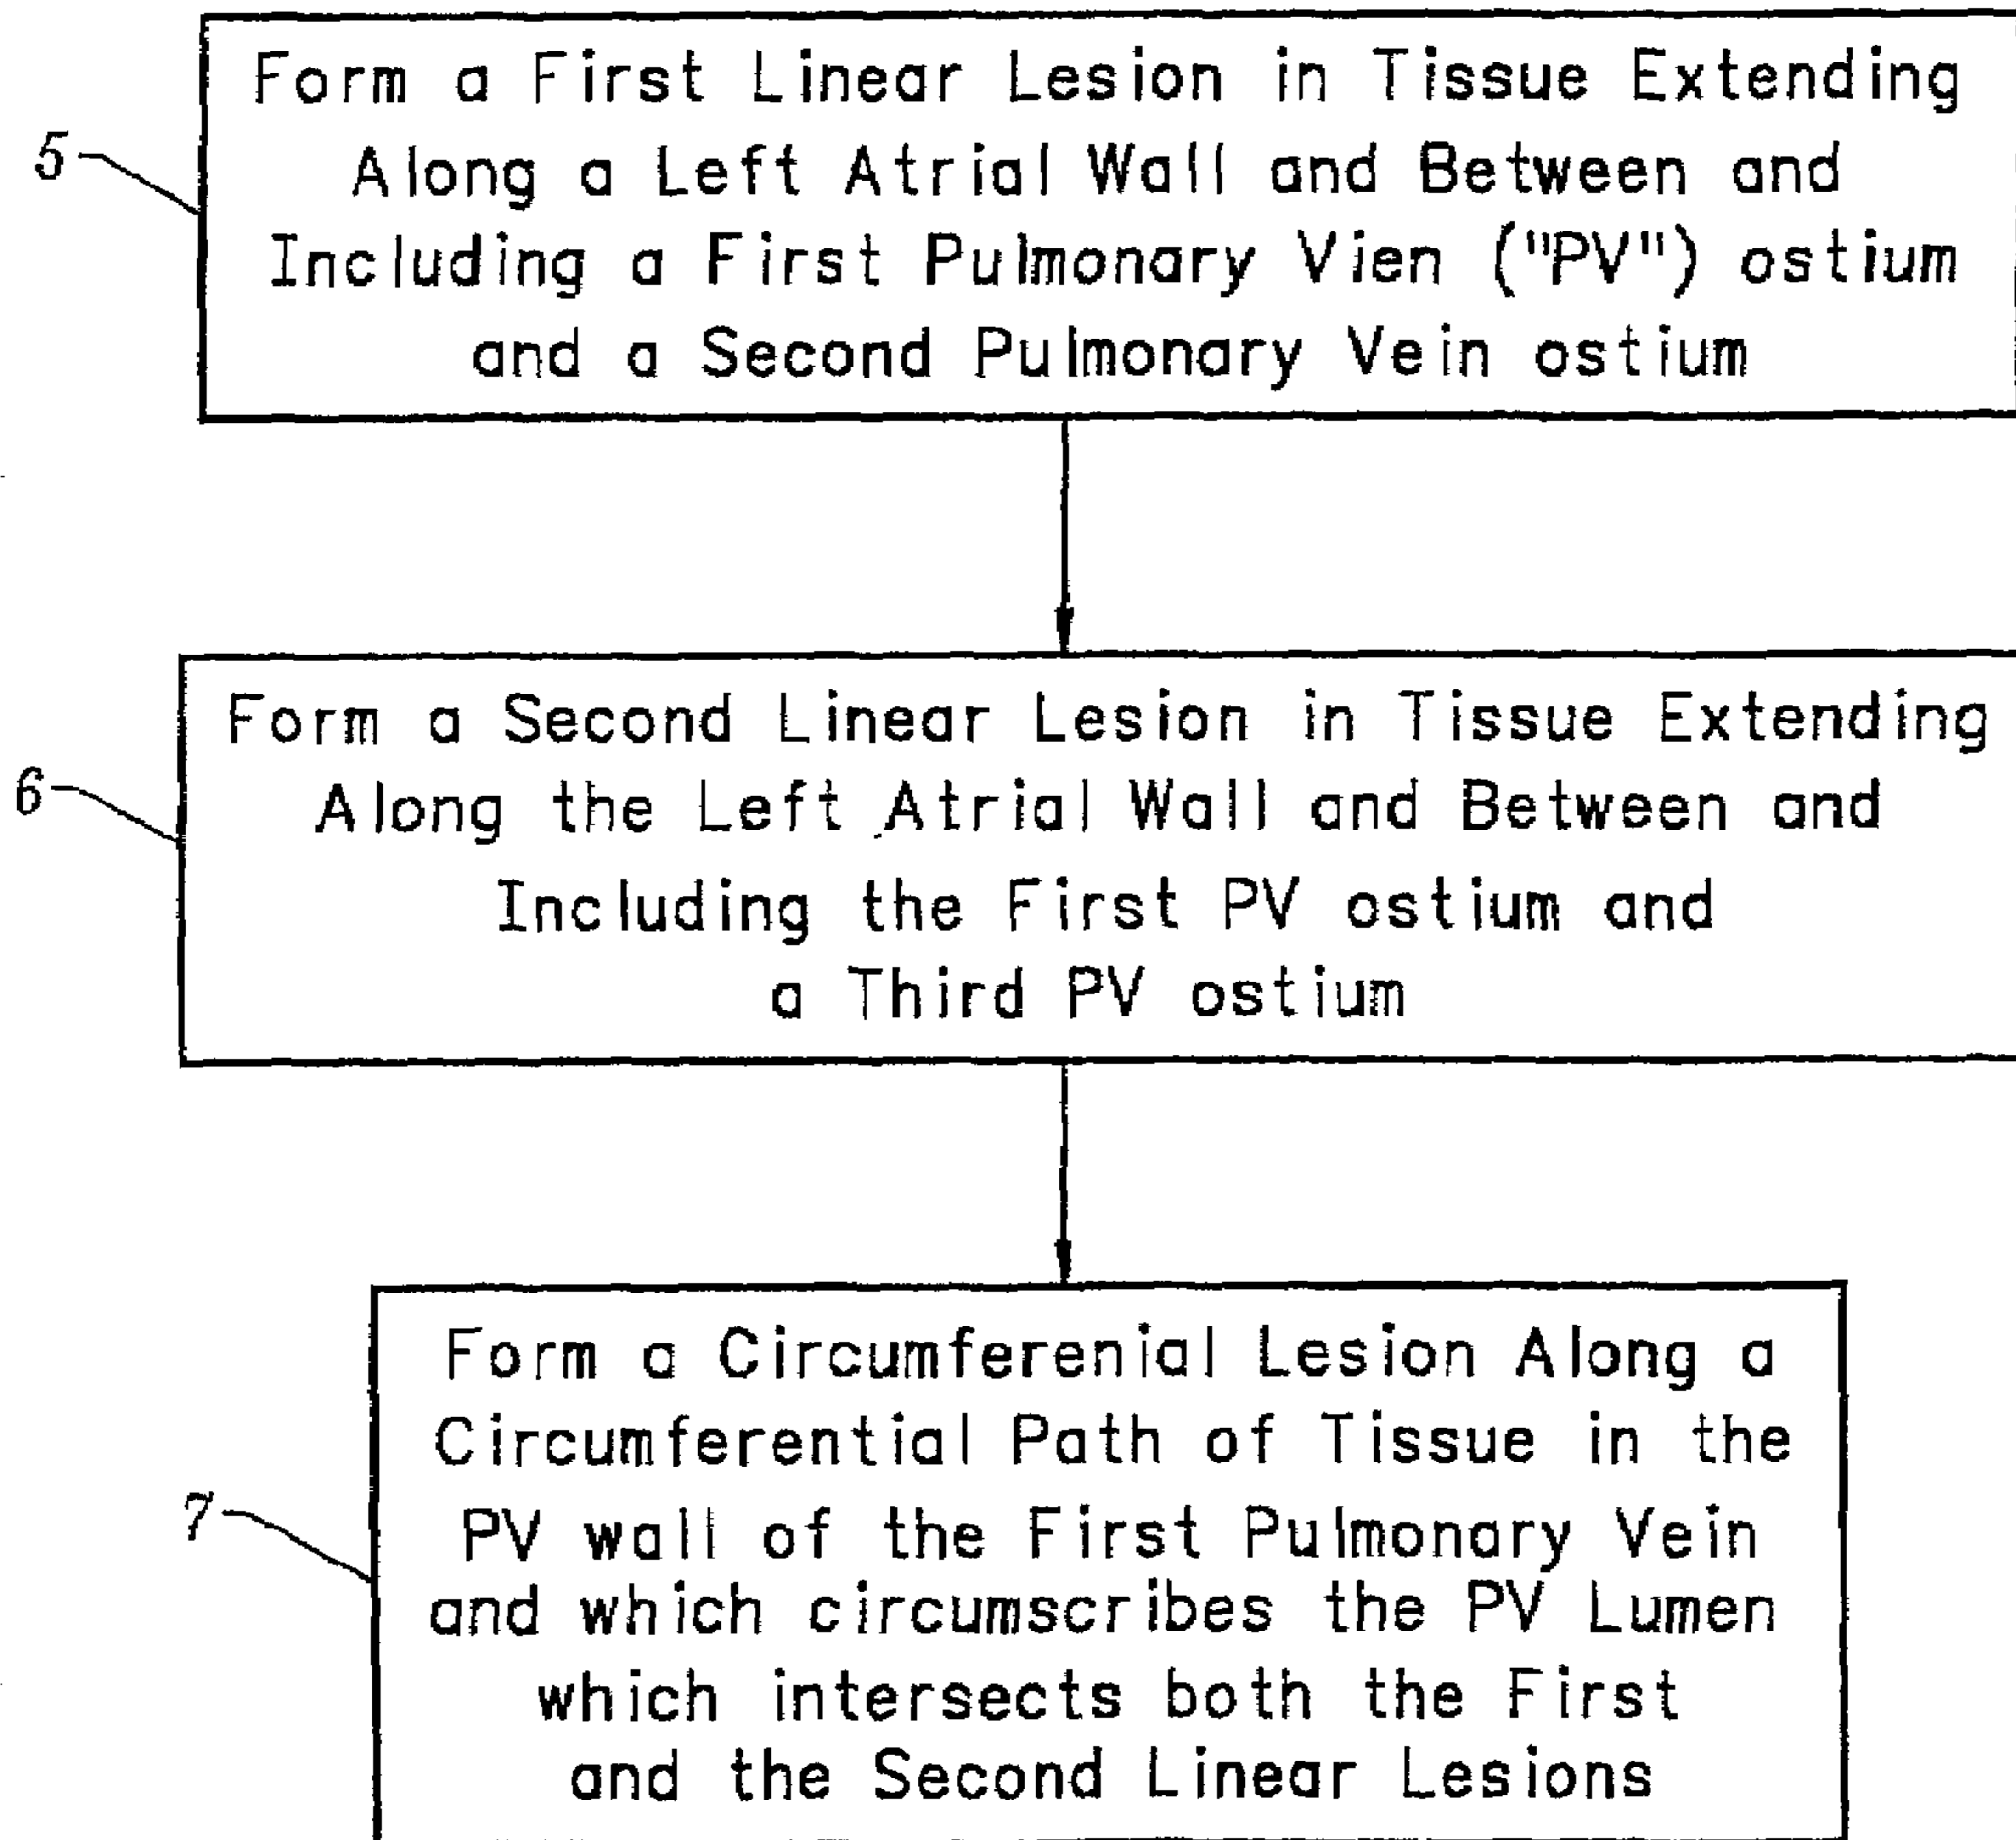 Form a First Linear Lesion in Tissue Extending
5
Along a Left Atrial Wall and Between and
Including a First Pulmonary Vien ("PV") ostium
and a Second Pulmonary Vein ostium
Form a Second Linear Lesion in Tissue Extending
6
Along the Left Atrial Wall and Between and
Including the First PV ostium and
a Third PV ostium
Form a Circumferenial Lesion Along a
Circumferential Path of Tissue in the
7
PV wall of the First Pulmonary Vein
and which circumscribes the PV Lumen
which intersects both the First
and the Second Linear Lesions